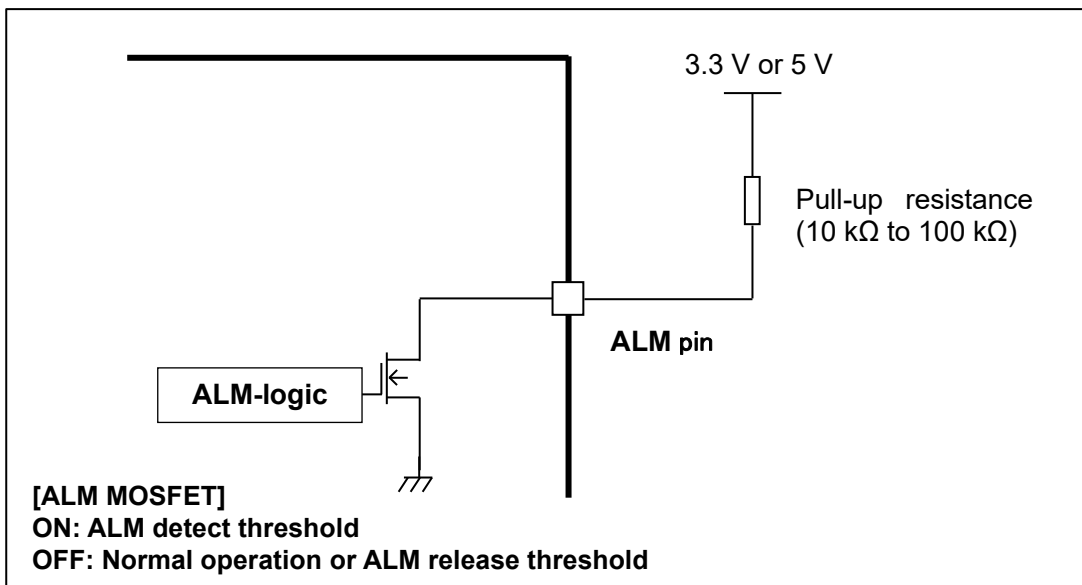 3.3 V or 5 V
Pull-up resistance
(10 kΩ to 100 kΩ)
ALM pin
ALM-logic
[ALM MOSFET]
ON: ALM detect threshold
OFF: Normal operation or ALM release threshold